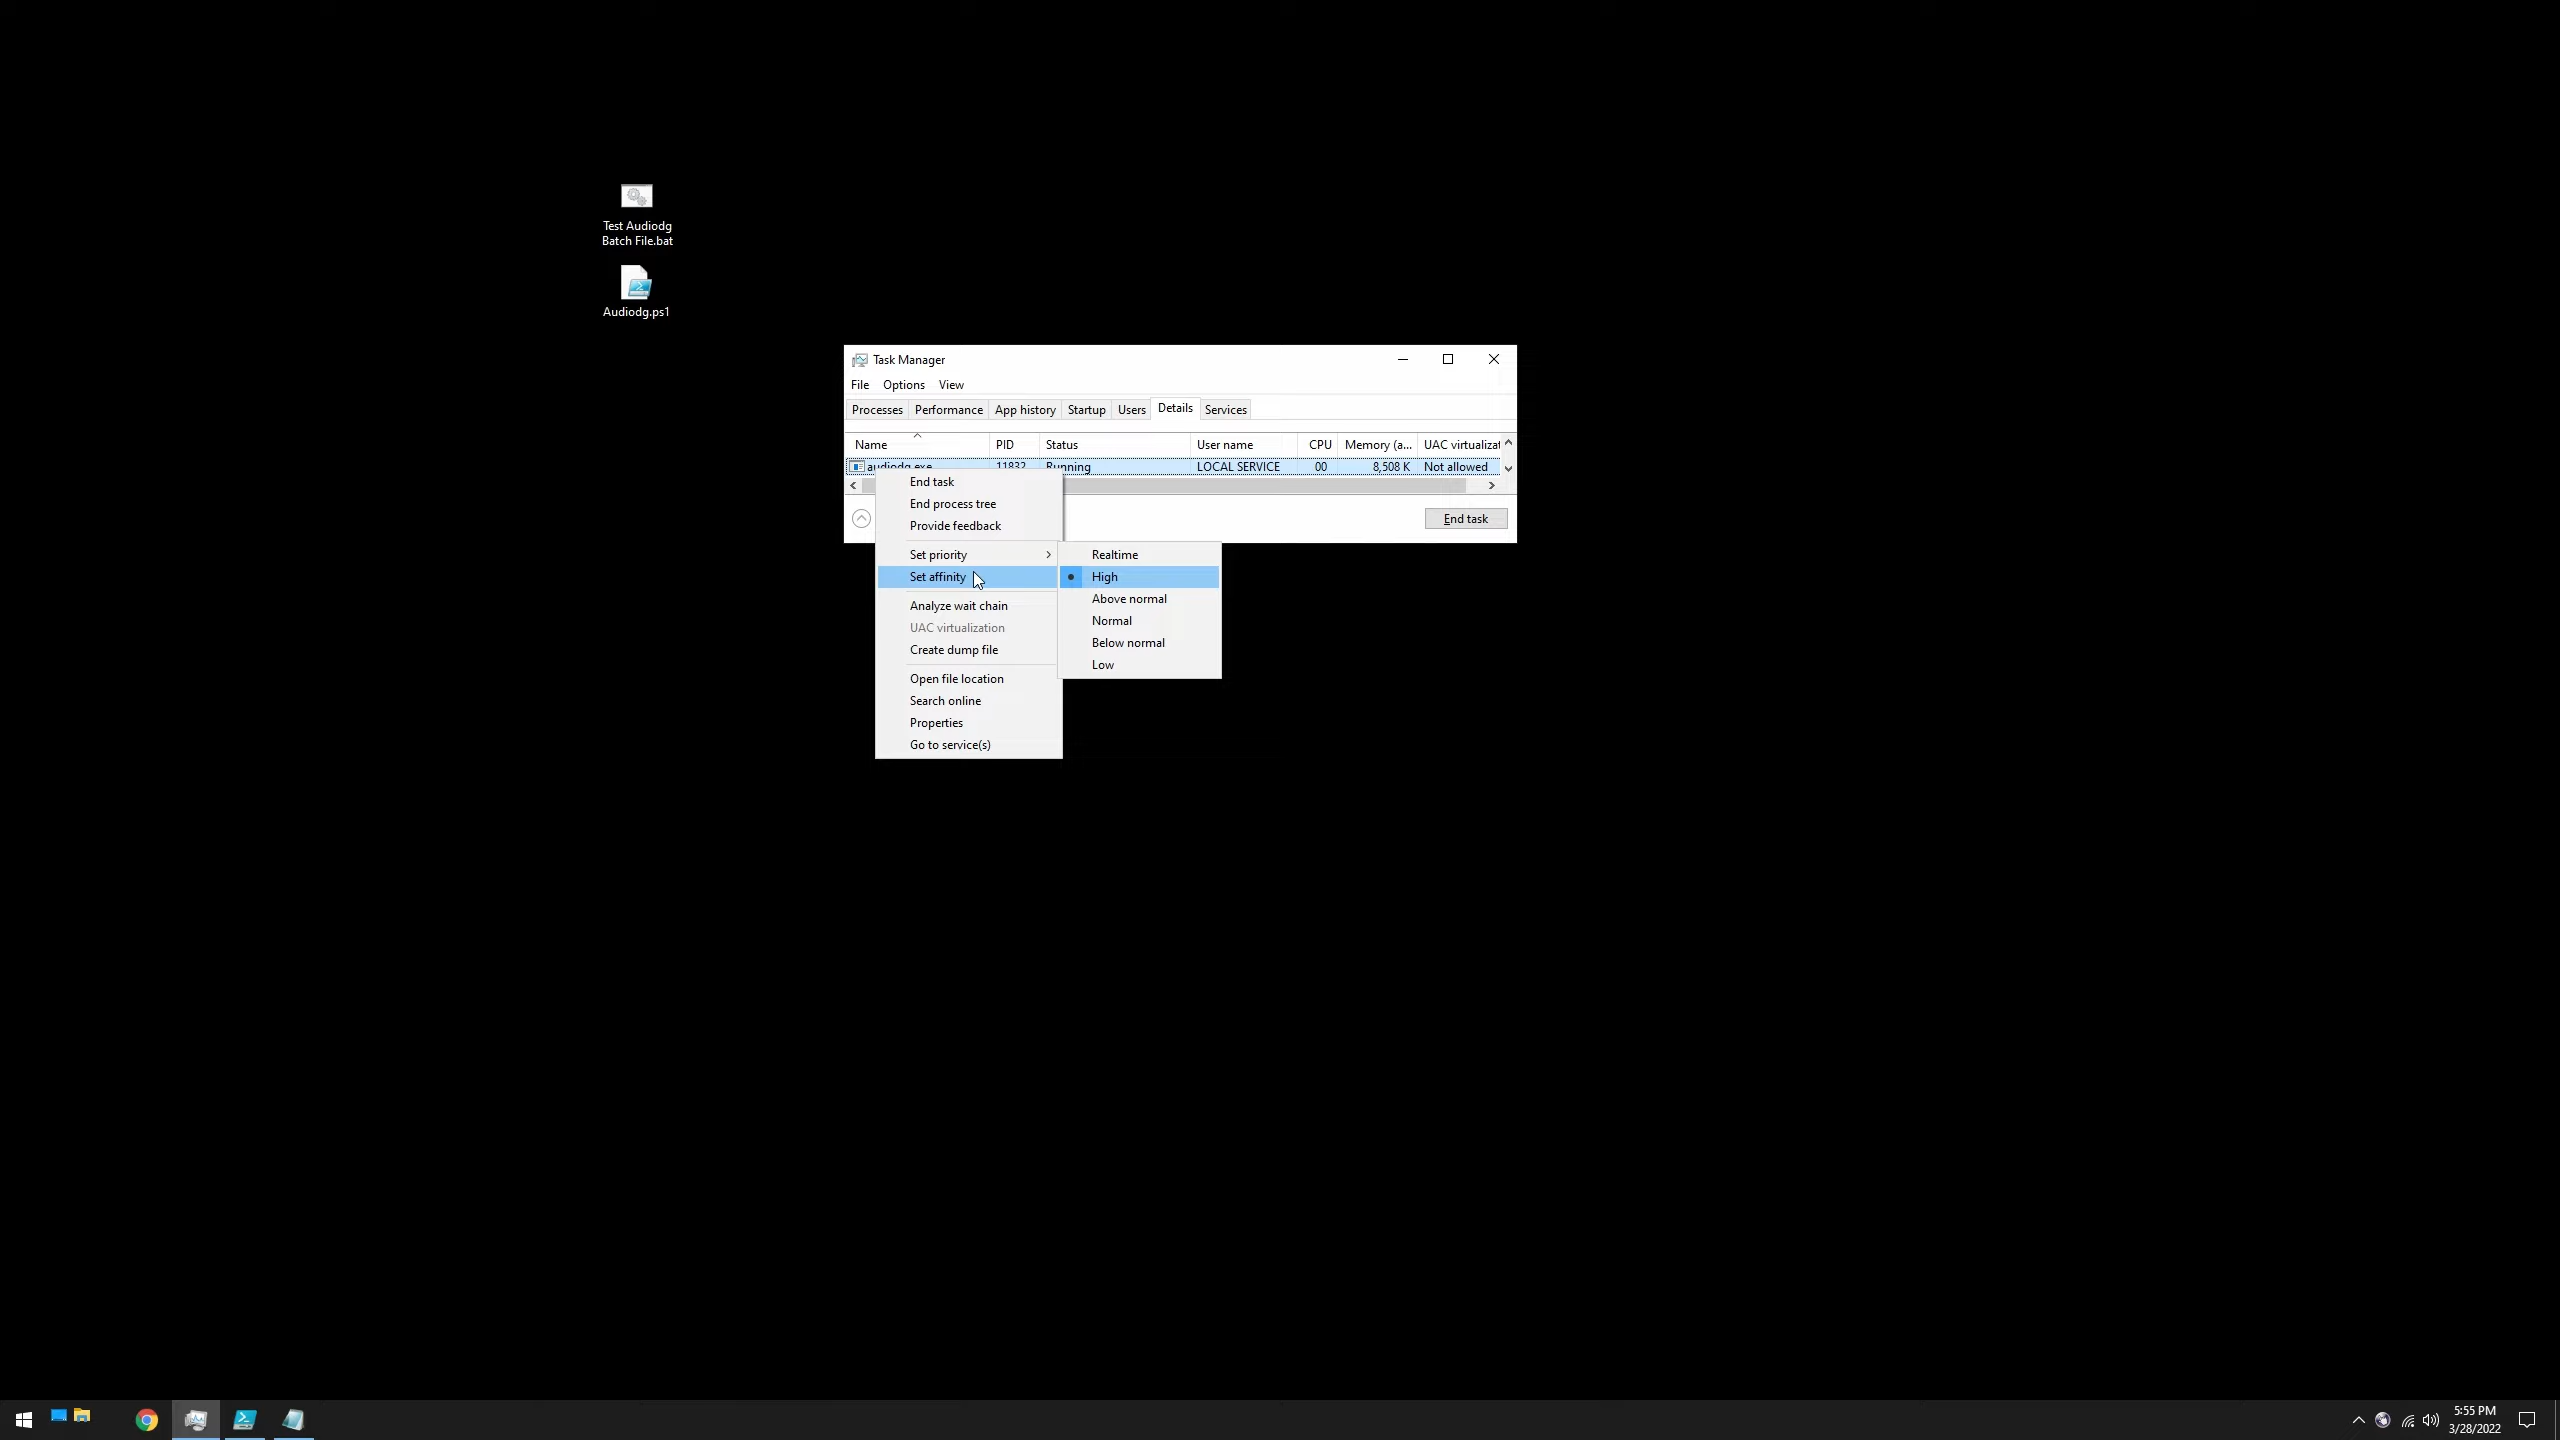 Test Audiodg
Batch File.bat
Audiodg.ps1
Task Manager
File Options View
Processes Performance App history Startup Users Details Services
Name PID Status User name CPU Memory (a... UAC virtualizat
audiodg.exe 11832 Running LOCAL SERVICE 00 8,508 K Not allowed
End task
End process tree
Provide feedback
End task
Set priority
Set affinity
Analyze wait chain
UAC virtualization
Create dump file
Open file location
Search online
Properties
Go to service(s)
Realtime
High
Above normal
Normal
Below normal
Low
5:55 PM
3/28/2022